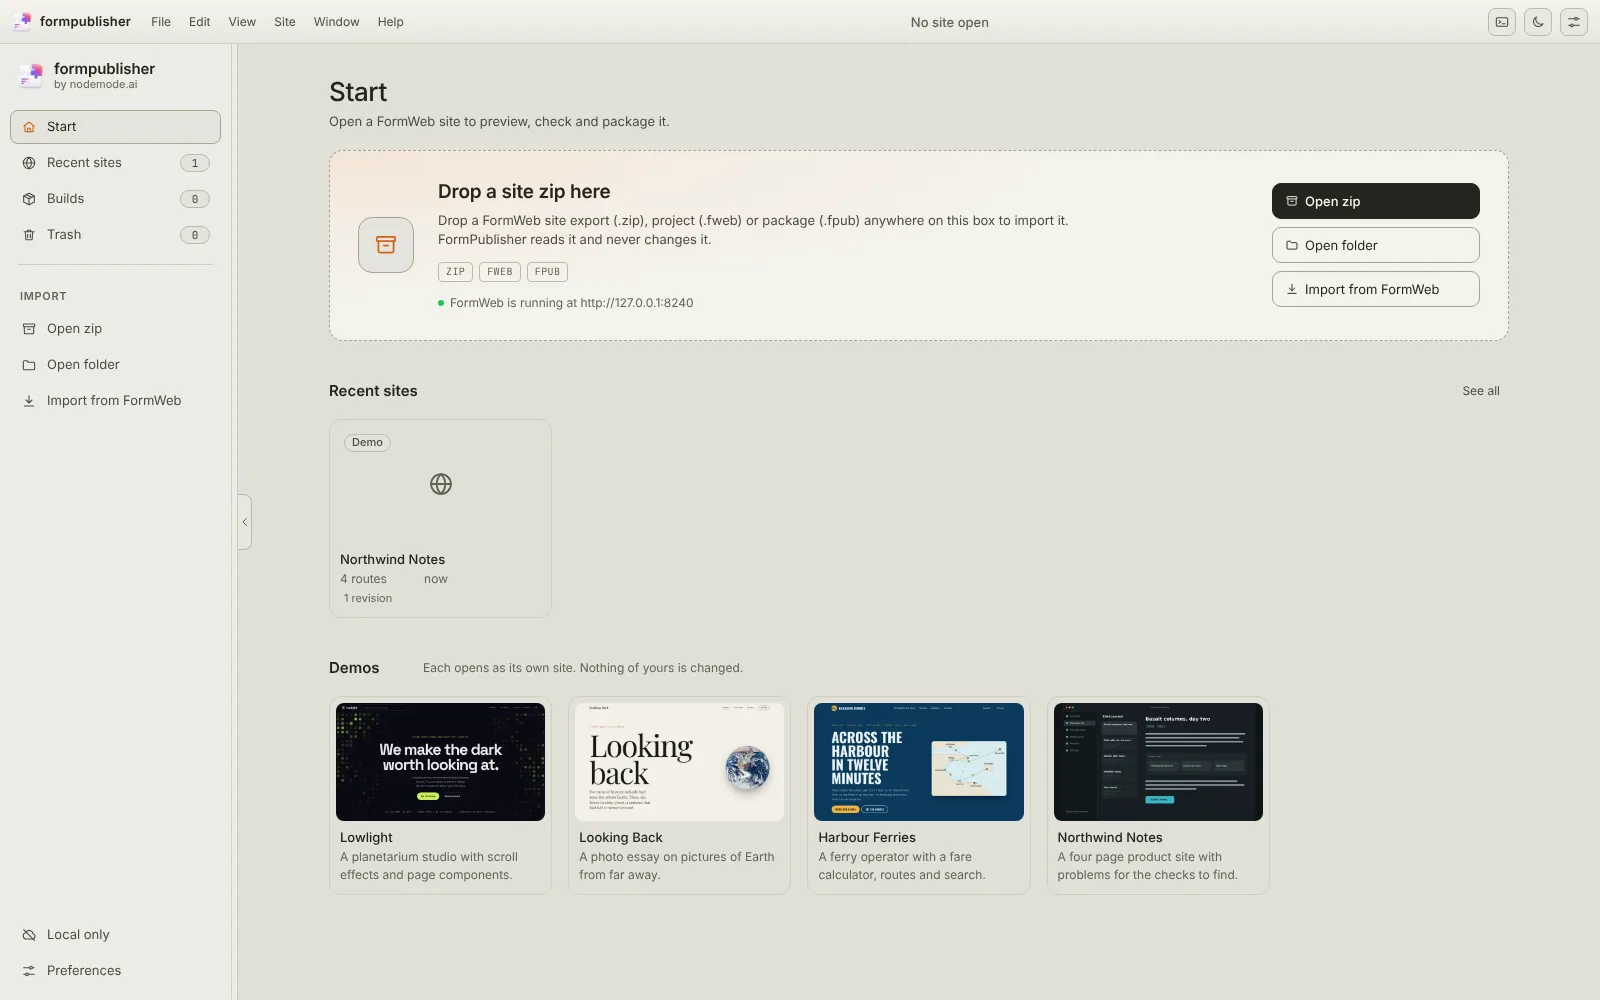 formpublisher File Edit View Site Window Help
No site open
formpublisher
by nodemode.ai
Start
Recent sites 1
Builds 0
Trash 0
IMPORT
Open zip
Open folder
Import from FormWeb
Local only
Preferences
Start
Open a FormWeb site to preview, check and package it.
Drop a site zip here
Drop a FormWeb site export (.zip), project (.fweb) or package (.fpub) anywhere on this box to import it.
FormPublisher reads it and never changes it.
ZIP FWEB FPUB
FormWeb is running at http://127.0.0.1:8240
Open zip
Open folder
Import from FormWeb
Recent sites
See all
Demo
Northwind Notes
4 routes now
1 revision
Demos
Each opens as its own site. Nothing of yours is changed.
We make the dark
worth looking at.
Lowlight
A planetarium studio with scroll
effects and page components.
Looking
back
Looking Back
A photo essay on pictures of Earth
from far away.
ACROSS THE
HARBOUR
IN TWELVE
MINUTES
Harbour Ferries
A ferry operator with a fare
calculator, routes and search.
Basalt columns, day two
Northwind Notes
A four page product site with
problems for the checks to find.